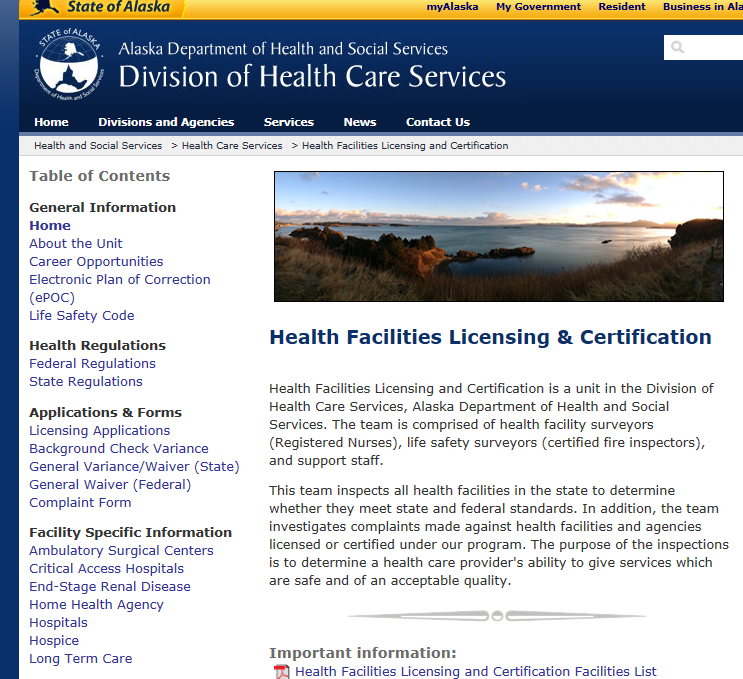 State of Alaska
myAlaska My Government Resident Business in Ala
STATE of ALASKA
Department of Health and Social Services
Alaska Department of Health and Social Services
Division of Health Care Services
Home Divisions and Agencies Services News Contact Us
Health and Social Services > Health Care Services > Health Facilities Licensing and Certification
Table of Contents
General Information
Home
About the Unit
Career Opportunities
Electronic Plan of Correction
(ePOC)
Life Safety Code
Health Regulations
Federal Regulations
State Regulations
Applications & Forms
Licensing Applications
Background Check Variance
General Variance/Waiver (State)
General Waiver (Federal)
Complaint Form
Facility Specific Information
Ambulatory Surgical Centers
Critical Access Hospitals
End-Stage Renal Disease
Home Health Agency
Hospitals
Hospice
Long Term Care
Health Facilities Licensing & Certification
Health Facilities Licensing and Certification is a unit in the Division of
Health Care Services, Alaska Department of Health and Social
Services. The team is comprised of health facility surveyors
(Registered Nurses), life safety surveyors (certified fire inspectors),
and support staff.
This team inspects all health facilities in the state to determine
whether they meet state and federal standards. In addition, the team
investigates complaints made against health facilities and agencies
licensed or certified under our program. The purpose of the inspections
is to determine a health care provider's ability to give services which
are safe and of an acceptable quality.
Important information:
Health Facilities Licensing and Certification Facilities List